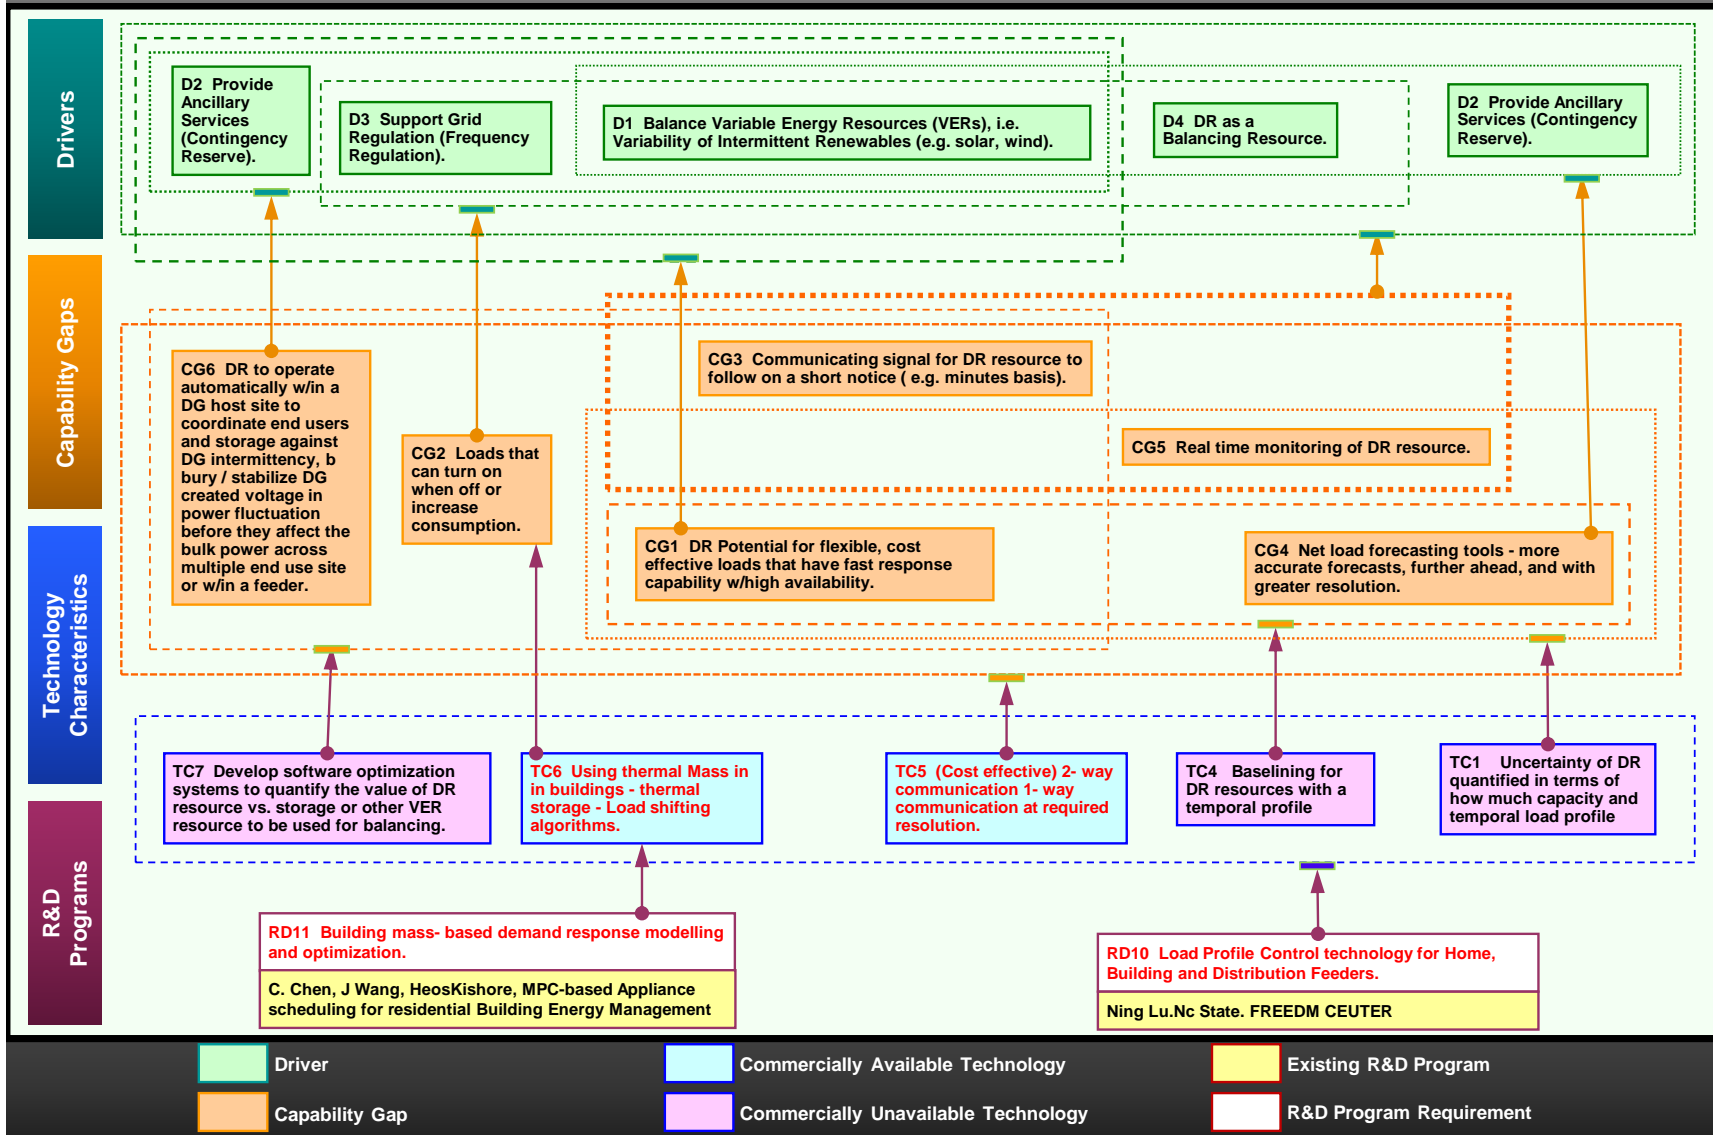 Drivers
D2 Provide
Ancillary
Services
(Contingency
Reserve).
D3 Support Grid
Regulation (Frequency
Regulation).
D1 Balance Variable Energy Resources (VERs), i.e.
Variability of Intermittent Renewables (e.g. solar, wind).
D4 DR as a
Balancing Resource.
D2 Provide Ancillary
Services (Contingency
Reserve).
Capability Gaps
CG6 DR to operate
automatically w/in a
DG host site to
coordinate end users
and storage against
DG intermittency, b
bury / stabilize DG
created voltage in
power fluctuation
before they affect the
bulk power across
multiple end use site
or w/in a feeder.
CG2 Loads that
can turn on
when off or
increase
consumption.
CG3 Communicating signal for DR resource to
follow on a short notice ( e.g. minutes basis).
CG5 Real time monitoring of DR resource.
CG1 DR Potential for flexible, cost
effective loads that have fast response
capability w/high availability.
CG4 Net load forecasting tools - more
accurate forecasts, further ahead, and with
greater resolution.
Technology
Characteristics
TC7 Develop software optimization
systems to quantify the value of DR
resource vs. storage or other VER
resource to be used for balancing.
TC6 Using thermal Mass in
in buildings - thermal
storage - Load shifting
algorithms.
TC5 (Cost effective) 2- way
communication 1- way
communication at required
resolution.
TC4 Baselining for
DR resources with a
temporal profile
TC1 Uncertainty of DR
quantified in terms of
how much capacity and
temporal load profile
R&D
Programs
RD11 Building mass- based demand response modelling
and optimization.
C. Chen, J Wang, HeosKishore, MPC-based Appliance
scheduling for residential Building Energy Management
RD10 Load Profile Control technology for Home,
Building and Distribution Feeders.
Ning Lu.Nc State. FREEDM CEUTER
Driver
Commercially Available Technology
Existing R&D Program
Capability Gap
Commercially Unavailable Technology
R&D Program Requirement